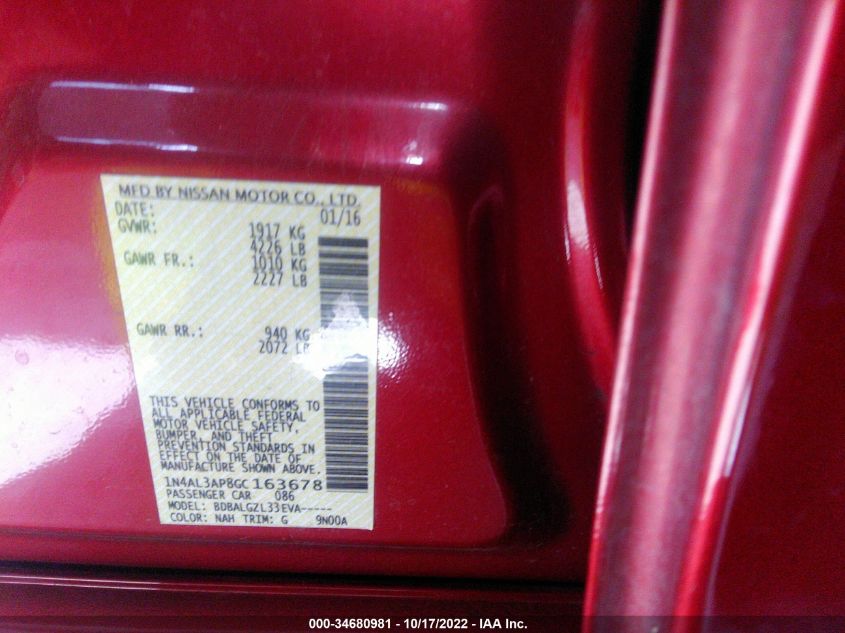 MFD BY NISSAN MOTOR CO., LTD.
DATE: 01/16
GVWR: 1917 KG
4226 LB
GAWR FR.: 1010 KG
2227 LB
GAWR RR.: 940 KG
2072 LB
THIS VEHICLE CONFORMS TO
ALL APPLICABLE FEDERAL
MOTOR VEHICLE SAFETY,
BUMPER, AND THEFT
PREVENTION STANDARDS IN
EFFECT ON THE DATE OF
MANUFACTURE SHOWN ABOVE.
1N4AL3AP8GC163678
PASSENGER CAR 086
MODEL: BDBALGZL33EVA-----
COLOR: NAH TRIM: G 9N00A
000-34680981 - 10/17/2022 - IAA Inc.